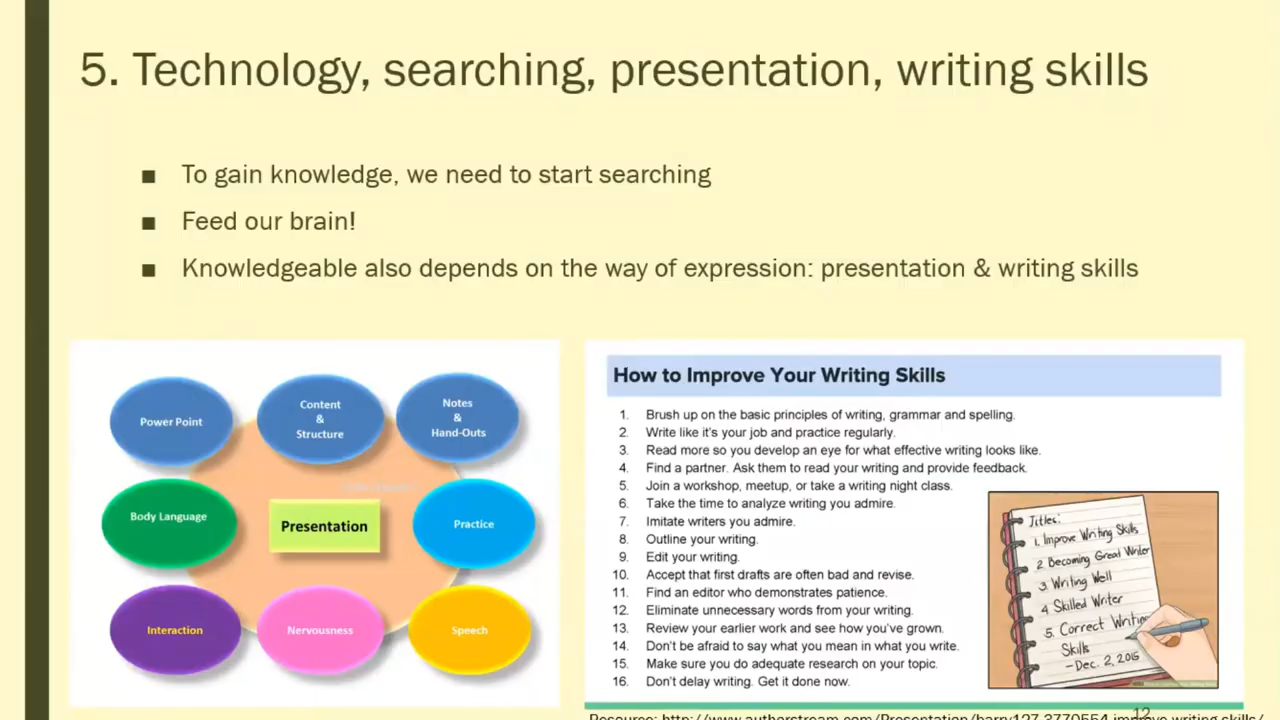 5. Technology, searching, presentation, writing skills
■ To gain knowledge, we need to start searching
■ Feed our brain!
■ Knowledgeable also depends on the way of expression: presentation & writing skills
Power Point
Content
&
Structure
Notes
&
Hand-Outs
Body Language
Presentation
Practice
Interaction
Nervousness
Speech
How to Improve Your Writing Skills
1. Brush up on the basic principles of writing, grammar and spelling.
2. Write like it's your job and practice regularly.
3. Read more so you develop an eye for what effective writing looks like.
4. Find a partner. Ask them to read your writing and provide feedback.
5. Join a workshop, meetup, or take a writing night class.
6. Take the time to analyze writing you admire.
7. Imitate writers you admire.
8. Outline your writing.
9. Edit your writing.
10. Accept that first drafts are often bad and revise.
11. Find an editor who demonstrates patience.
12. Eliminate unnecessary words from your writing.
13. Review your earlier work and see how you've grown.
14. Don't be afraid to say what you mean in what you write.
15. Make sure you do adequate research on your topic.
16. Don't delay writing. Get it done now.
Titles:
1. Improve Writing Skills
2 Becoming Great Writer
3 Writing Well
4 Skilled Writer
5. Correct Writing
Skills
-Dec. 2, 2015
12
Resource: http://www.authorstream.com/Presentation/harry127-3770554-improve-writing-skills/